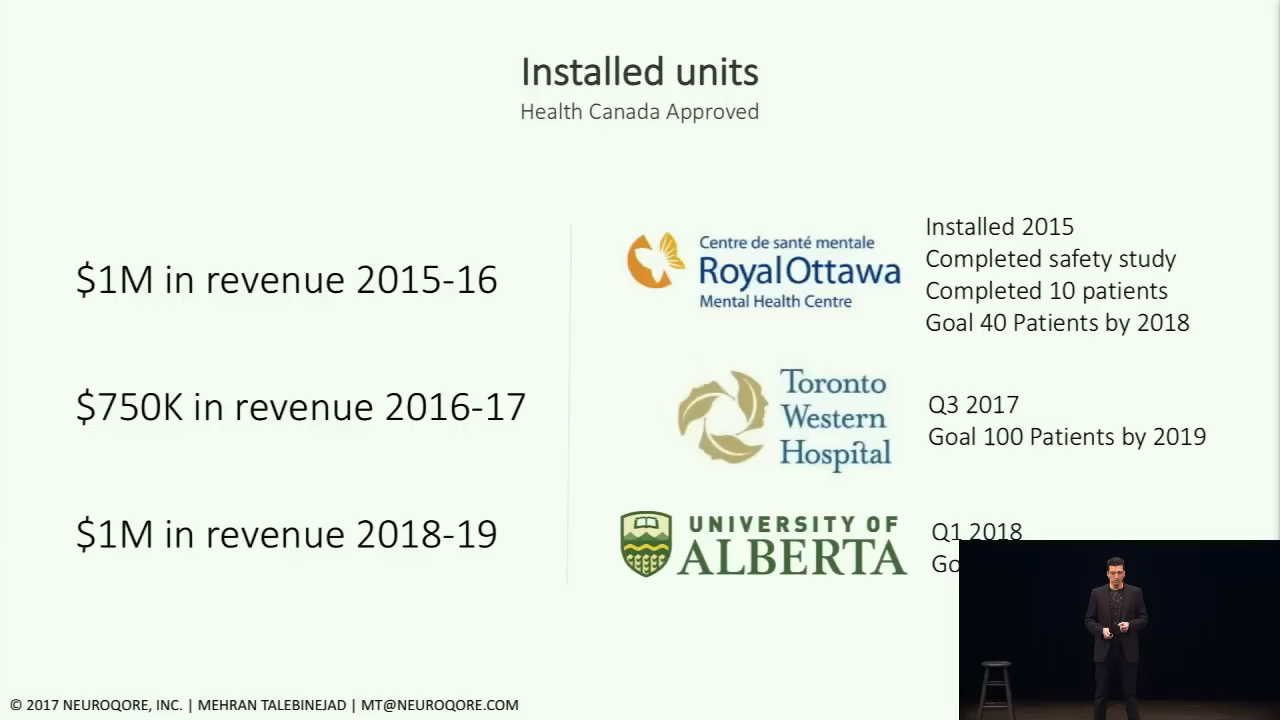 Installed units
Health Canada Approved
$1M in revenue 2015-16
$750K in revenue 2016-17
$1M in revenue 2018-19
Centre de santé mentale
Royal Ottawa
Mental Health Centre
Installed 2015
Completed safety study
Completed 10 patients
Goal 40 Patients by 2018
Toronto
Western
Hospital
Q3 2017
Goal 100 Patients by 2019
UNIVERSITY OF
ALBERTA
Q1 2018
© 2017 NEUROQORE, INC. | MEHRAN TALEBINEJAD | MT@NEUROQORE.COM